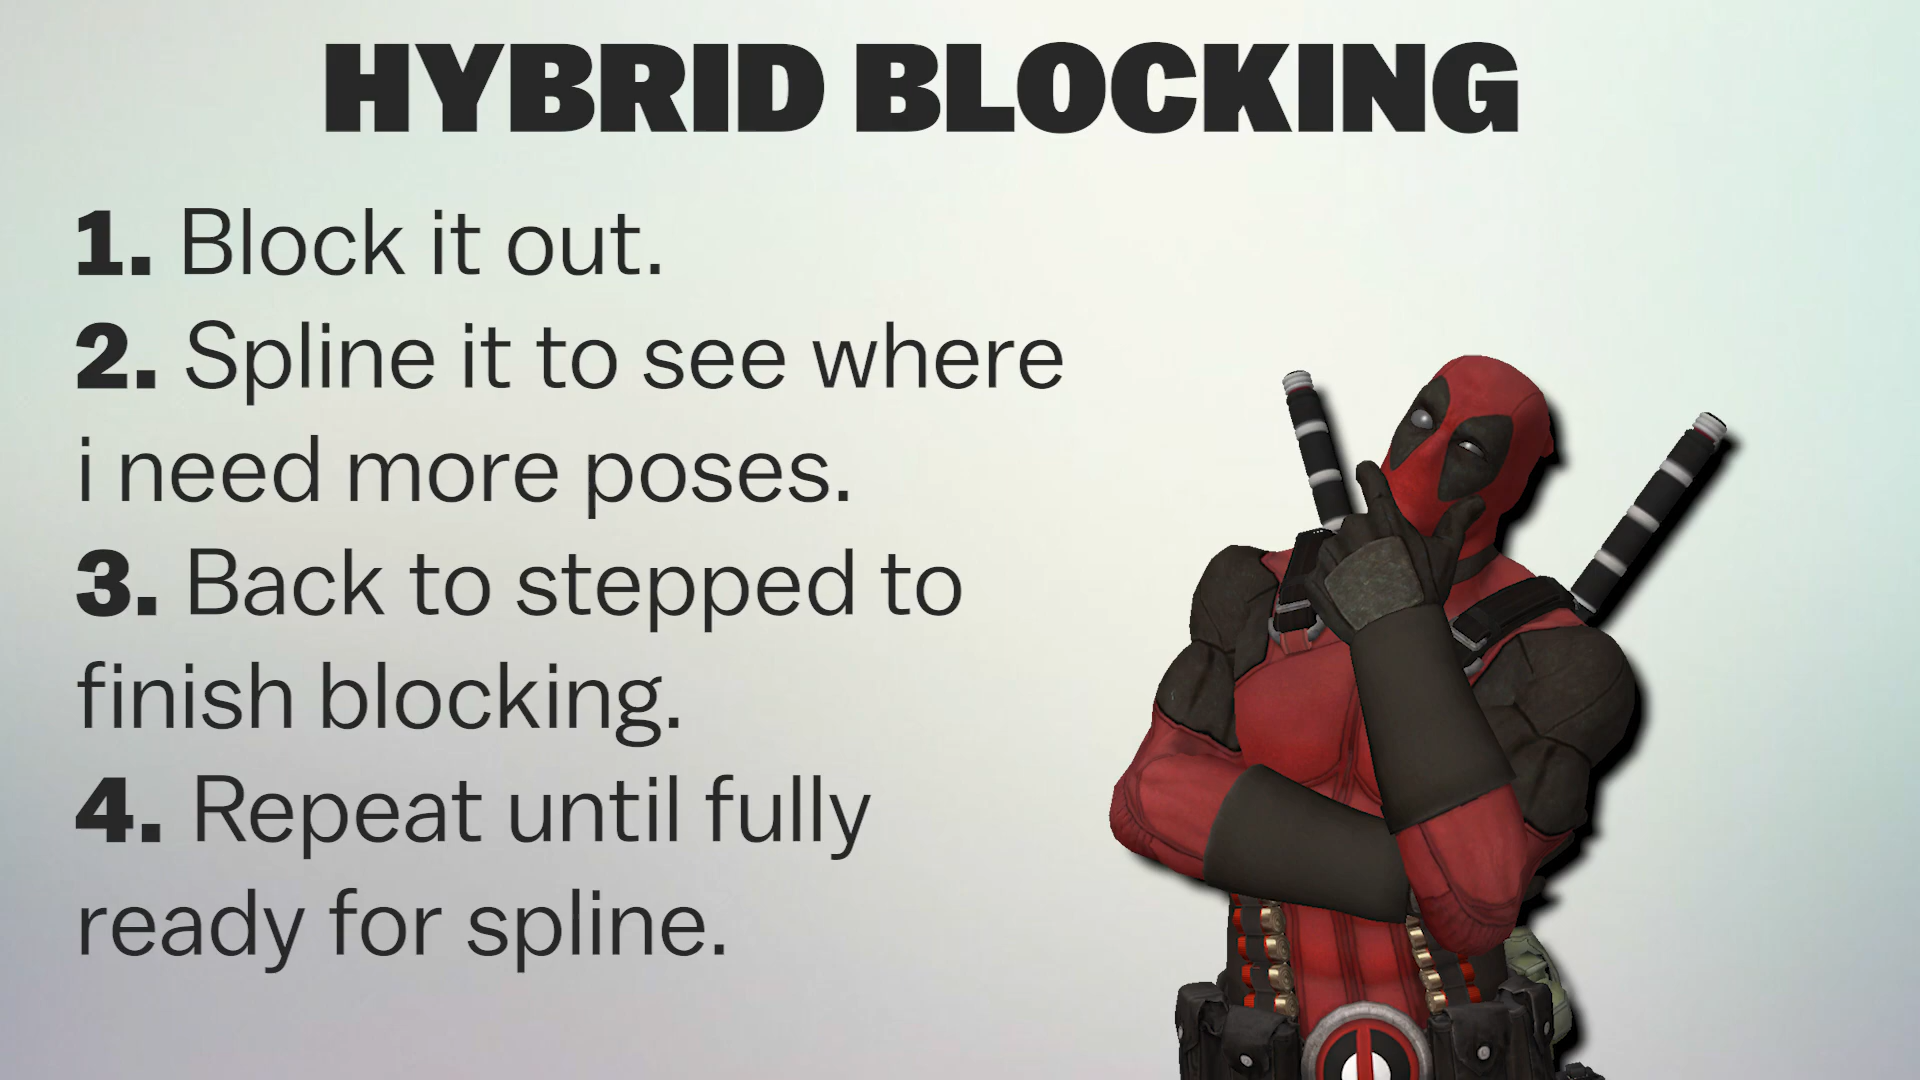 HYBRID BLOCKING
1. Block it out.
2. Spline it to see where
i need more poses.
3. Back to stepped to
finish blocking.
4. Repeat until fully
ready for spline.